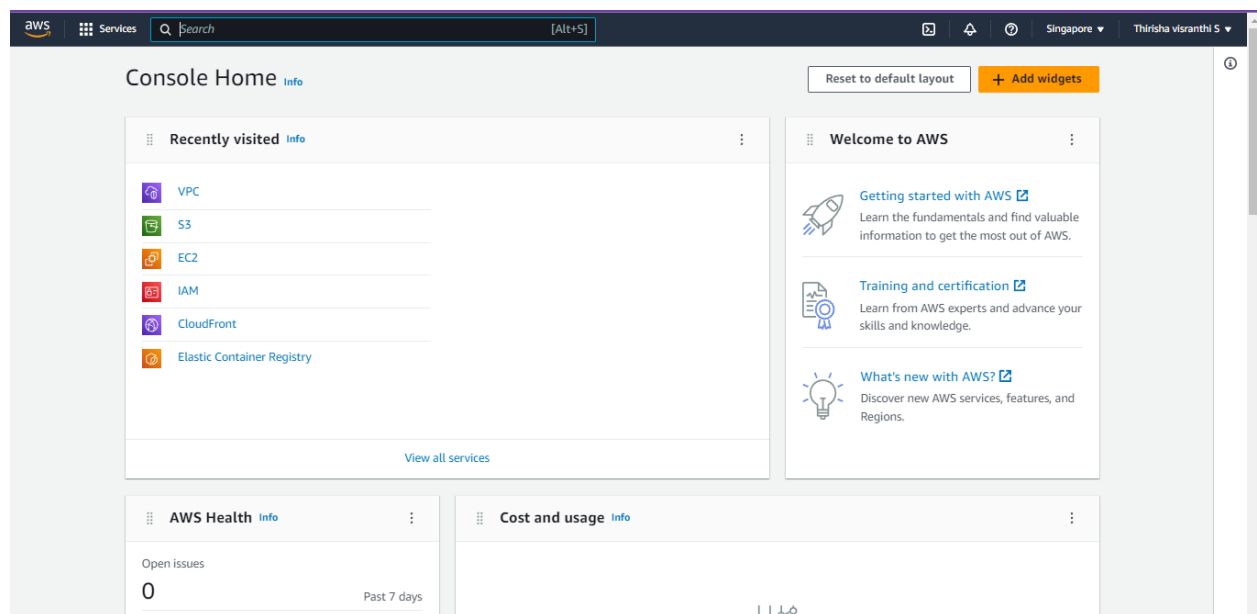 aws Services Search [Alt+S] Singapore Thirisha visranthi S
Console Home Info
Reset to default layout
+ Add widgets
Recently visited Info
VPC
S3
EC2
IAM
CloudFront
Elastic Container Registry
View all services
Welcome to AWS
Getting started with AWS
Learn the fundamentals and find valuable
information to get the most out of AWS.
Training and certification
Learn from AWS experts and advance your
skills and knowledge.
What's new with AWS?
Discover new AWS services, features, and
Regions.
AWS Health Info
Open issues
0
Past 7 days
Cost and usage Info